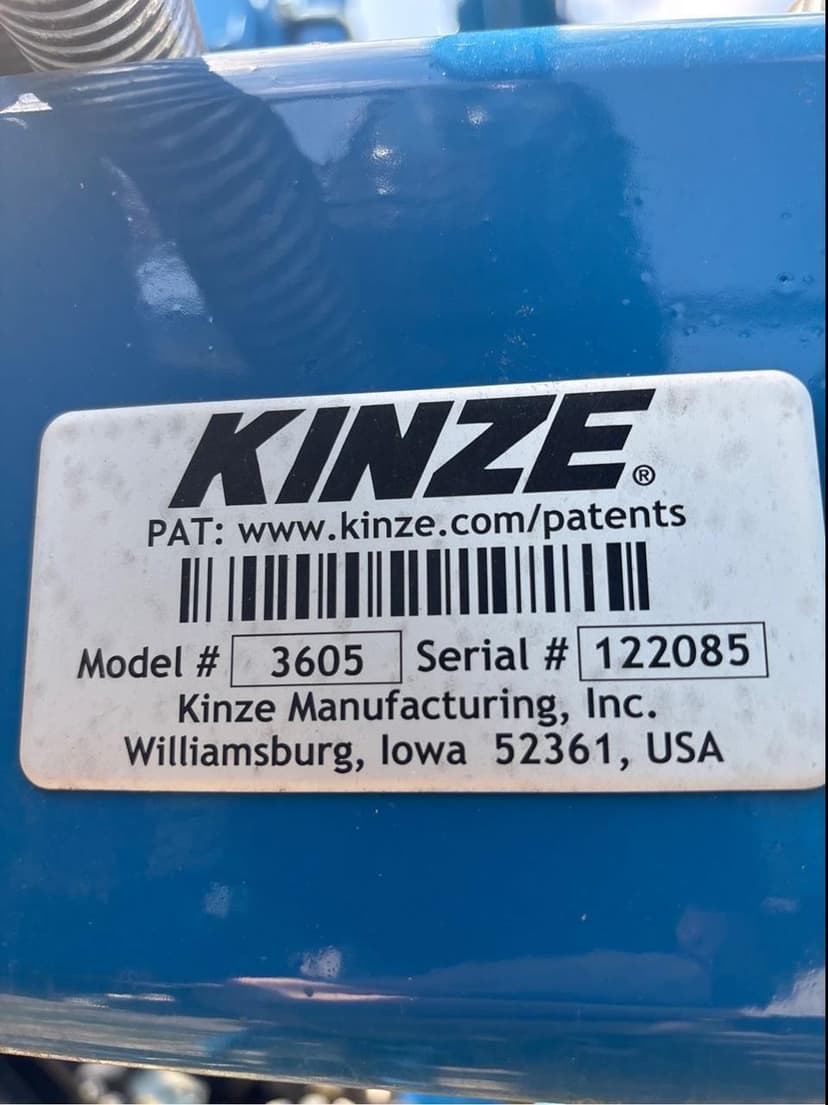 KINZE®
PAT: www.kinze.com/patents
Model # 3605 Serial # 122085
Kinze Manufacturing, Inc.
Williamsburg, Iowa 52361, USA